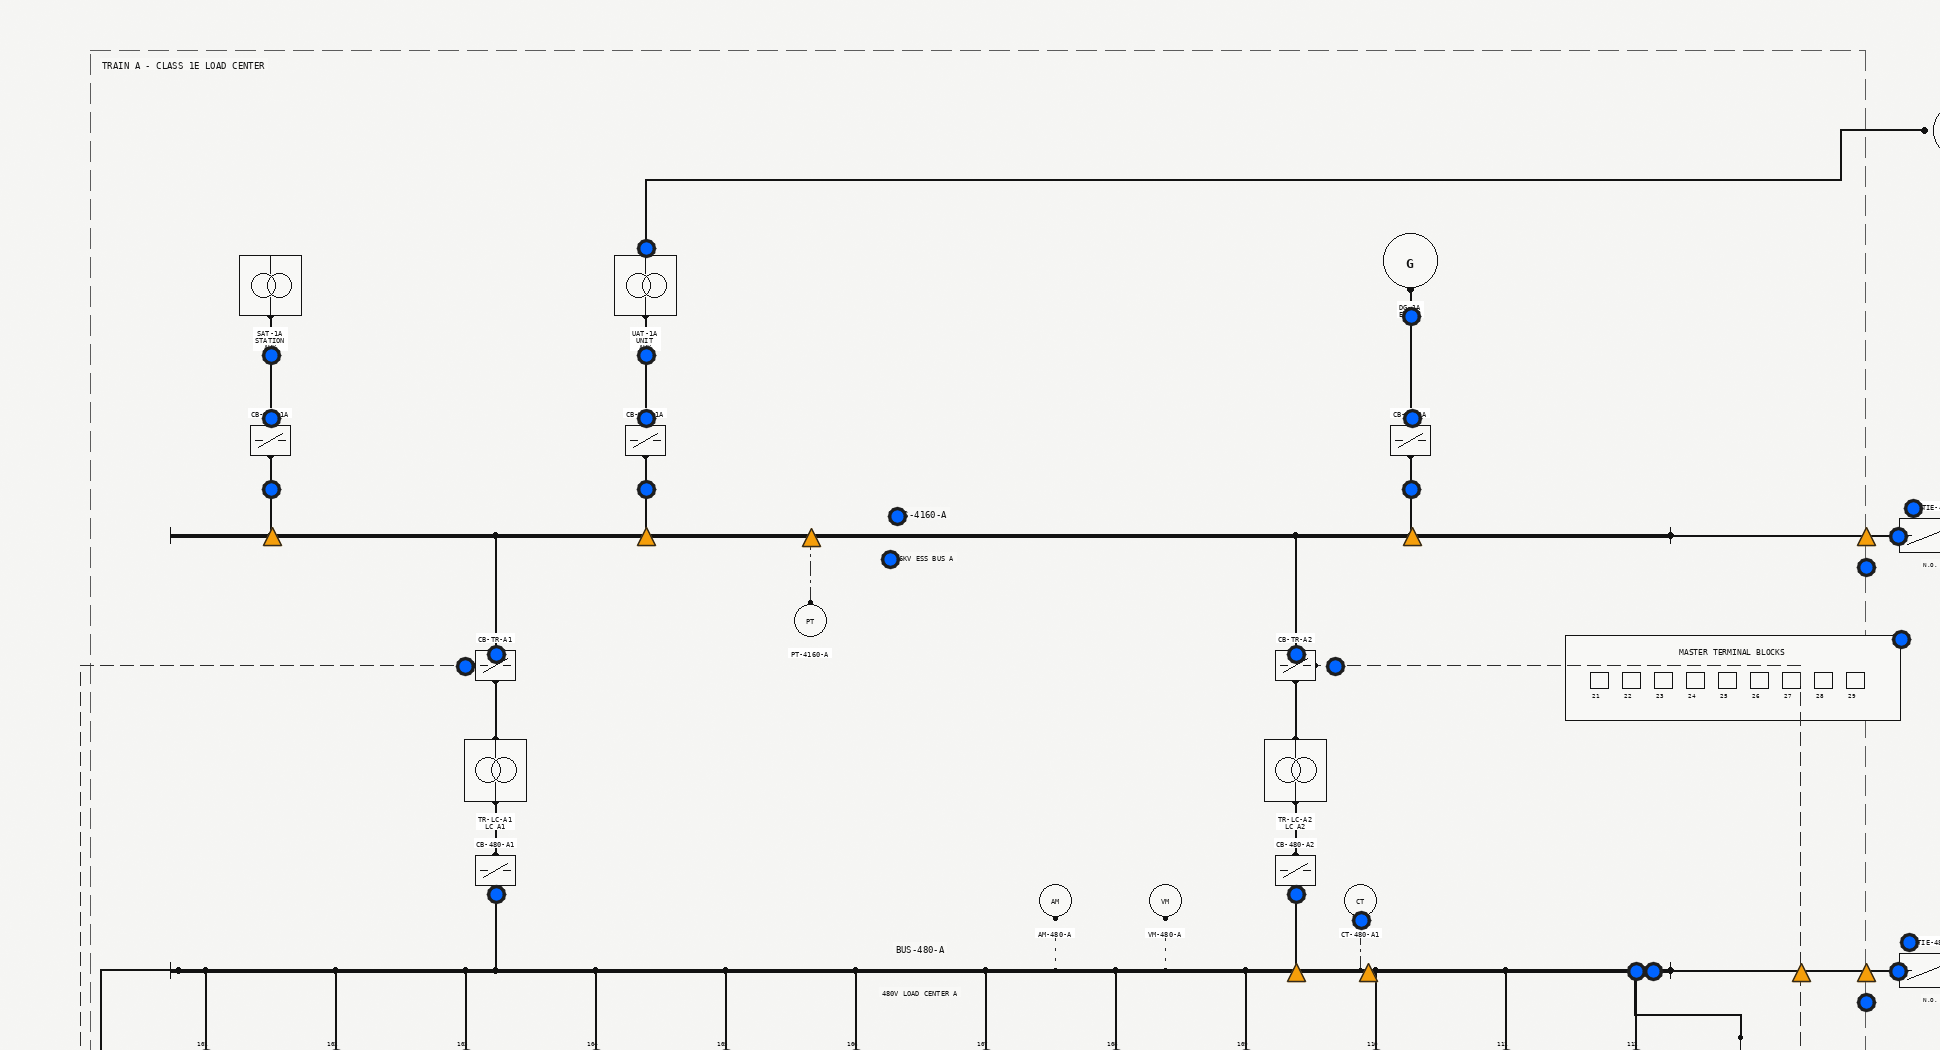 TRAIN A - CLASS 1E LOAD CENTER
G
SAT-1A
STATION
UAT-1A
UNIT
-4160-A
ESS BUS A
N.O.
PT
PT-4160-A
CB-TR-A1
CB-TR-A2
MASTER TERMINAL BLOCKS
21 22 23 24 25 26 27 28 29
TR-LC-A1
LC A1
TR-LC-A2
LC A2
CB-480-A1
CB-480-A2
AM
VM
CT
AM-480-A
VM-480-A
CT-480-A1
BUS-480-A
480V LOAD CENTER A
N.O.